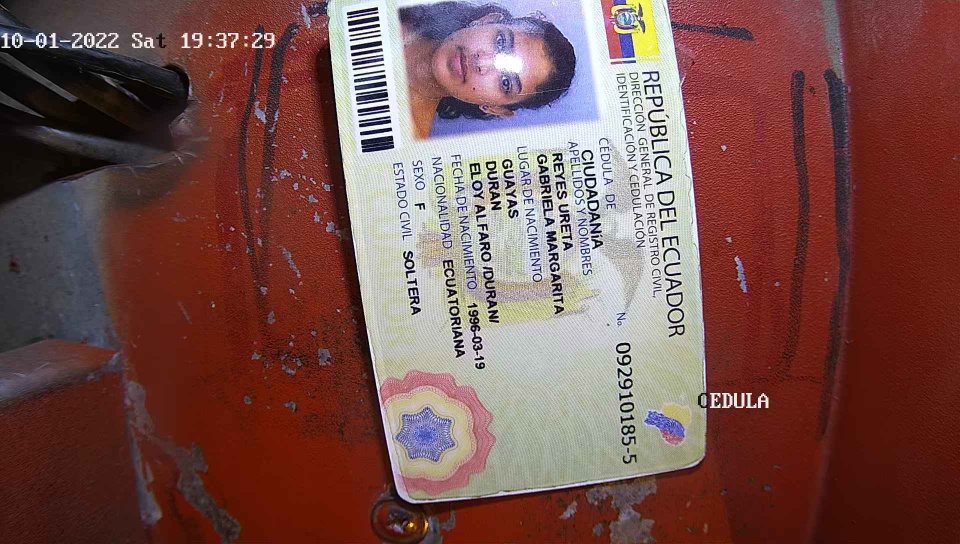 10-01-2022 Sat 19:37:29
REPÚBLICA DEL ECUADOR
DIRECCIÓN GENERAL DE REGISTRO CIVIL,
IDENTIFICACIÓN Y CEDULACIÓN
CÉDULA DE
CIUDADANÍA
No. 092910185-5
APELLIDOS Y NOMBRES
REYES URETA
GABRIELA MARGARITA
LUGAR DE NACIMIENTO
GUAYAS
DURAN
ELOY ALFARO /DURAN/
FECHA DE NACIMIENTO 1996-03-19
NACIONALIDAD ECUATORIANA
SEXO F
ESTADO CIVIL SOLTERA
CEDULA